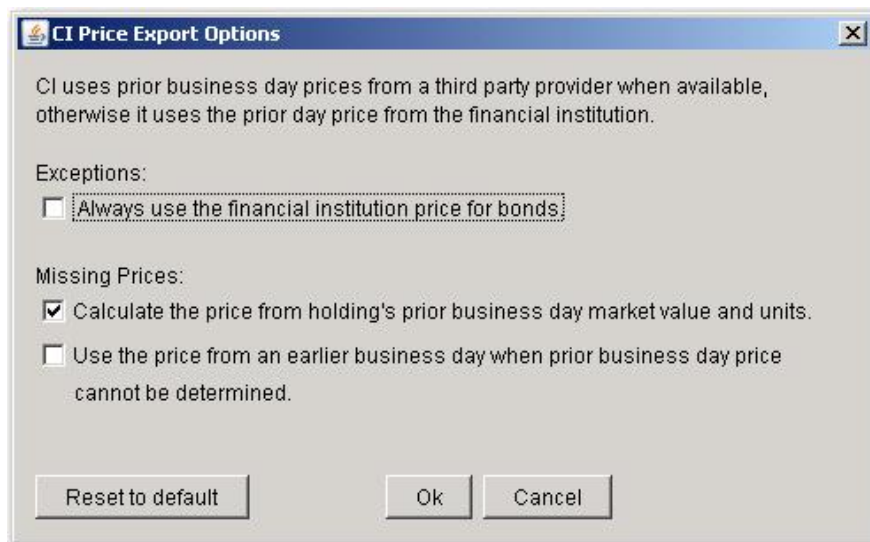 CI Price Export Options
CI uses prior business day prices from a third party provider when available,
otherwise it uses the prior day price from the financial institution.
Exceptions:
Always use the financial institution price for bonds.
Missing Prices:
Calculate the price from holding's prior business day market value and units.
Use the price from an earlier business day when prior business day price
cannot be determined.
Reset to default
Ok
Cancel